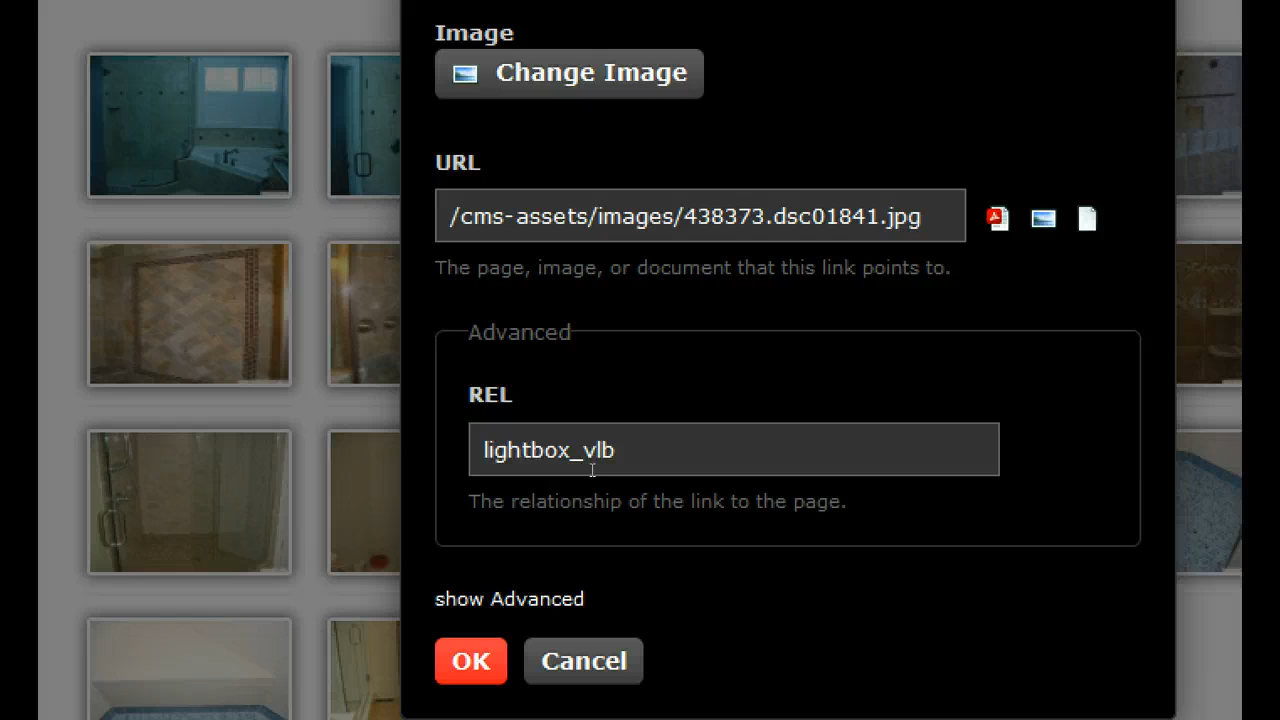 Image
Change Image
URL
/cms-assets/images/438373.dsc01841.jpg
The page, image, or document that this link points to.
Advanced
REL
lightbox_vlb
The relationship of the link to the page.
show Advanced
OK
Cancel